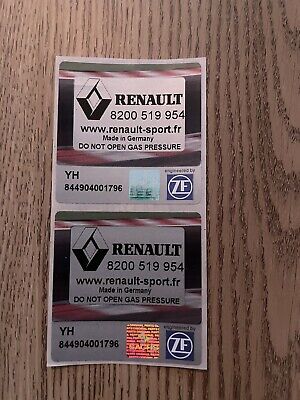 RENAULT
8200 519 954
www.renault-sport.fr
Made in Germany
DO NOT OPEN GAS PRESSURE
YH
844904001796
engineered by
ZF
RENAULT
8200 519 954
www.renault-sport.fr
Made in Germany
DO NOT OPEN GAS PRESSURE
YH
844904001796
SACHS
engineered by
ZF